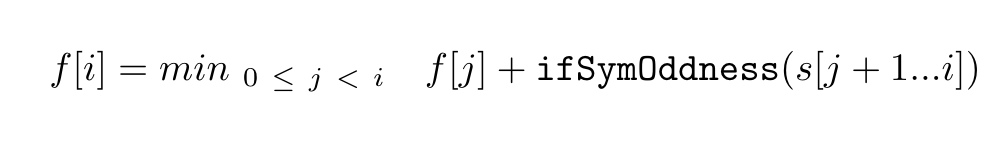 f[i] = min 0 ≤ j < i f[j] + ifSymOddness(s[j + 1...i])